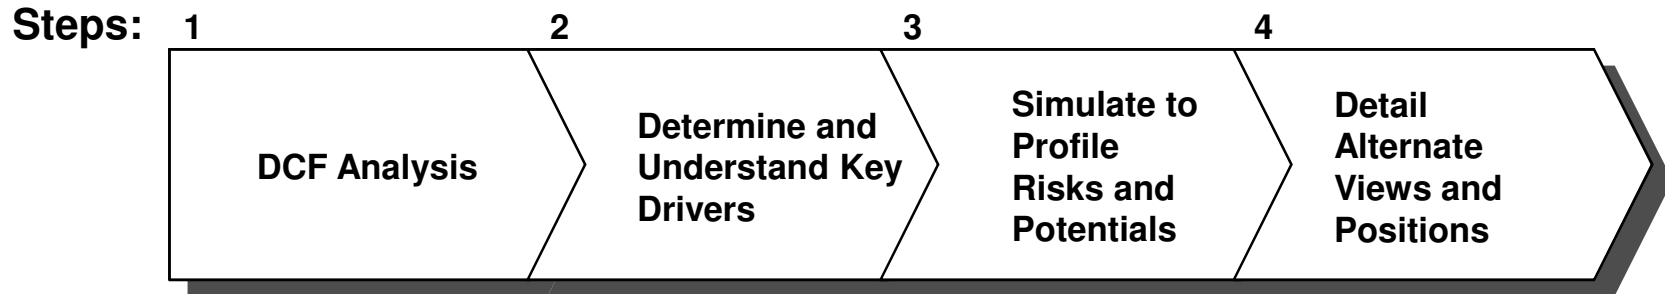 Steps: 1 2 3 4
DCF Analysis
Determine and
Understand Key
Drivers
Simulate to
Profile
Risks and
Potentials
Detail
Alternate
Views and
Positions